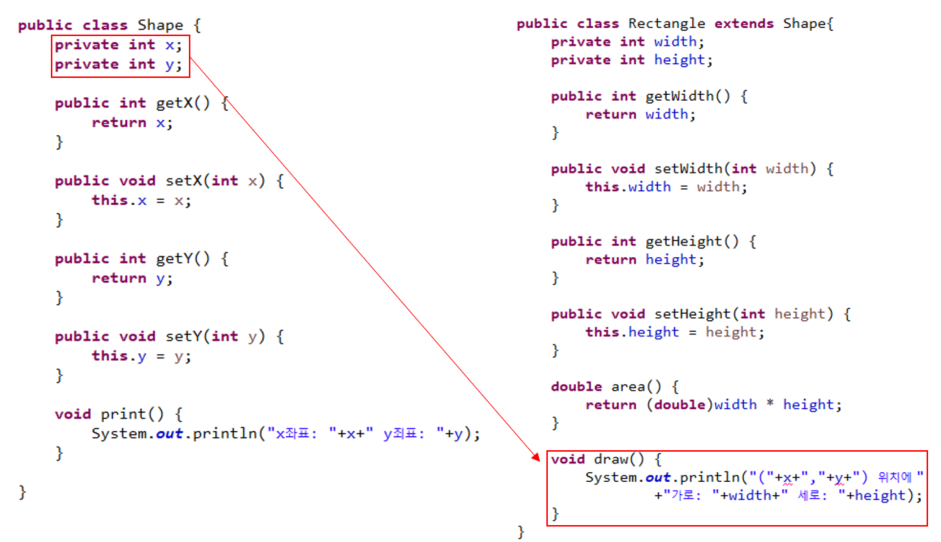 public class Shape {
    private int x;
    private int y;

    public int getX() {
        return x;
    }

    public void setX(int x) {
        this.x = x;
    }

    public int getY() {
        return y;
    }

    public void setY(int y) {
        this.y = y;
    }

    void print() {
        System.out.println("x좌표: "+x+" y죄표: "+y);
    }

}

public class Rectangle extends Shape{
    private int width;
    private int height;

    public int getWidth() {
        return width;
    }

    public void setWidth(int width) {
        this.width = width;
    }

    public int getHeight() {
        return height;
    }

    public void setHeight(int height) {
        this.height = height;
    }

    double area() {
        return (double)width * height;
    }

    void draw() {
        System.out.println("("+x+","+y+") 위치에 "
                +"가로: "+width+" 세로: "+height);
    }
}